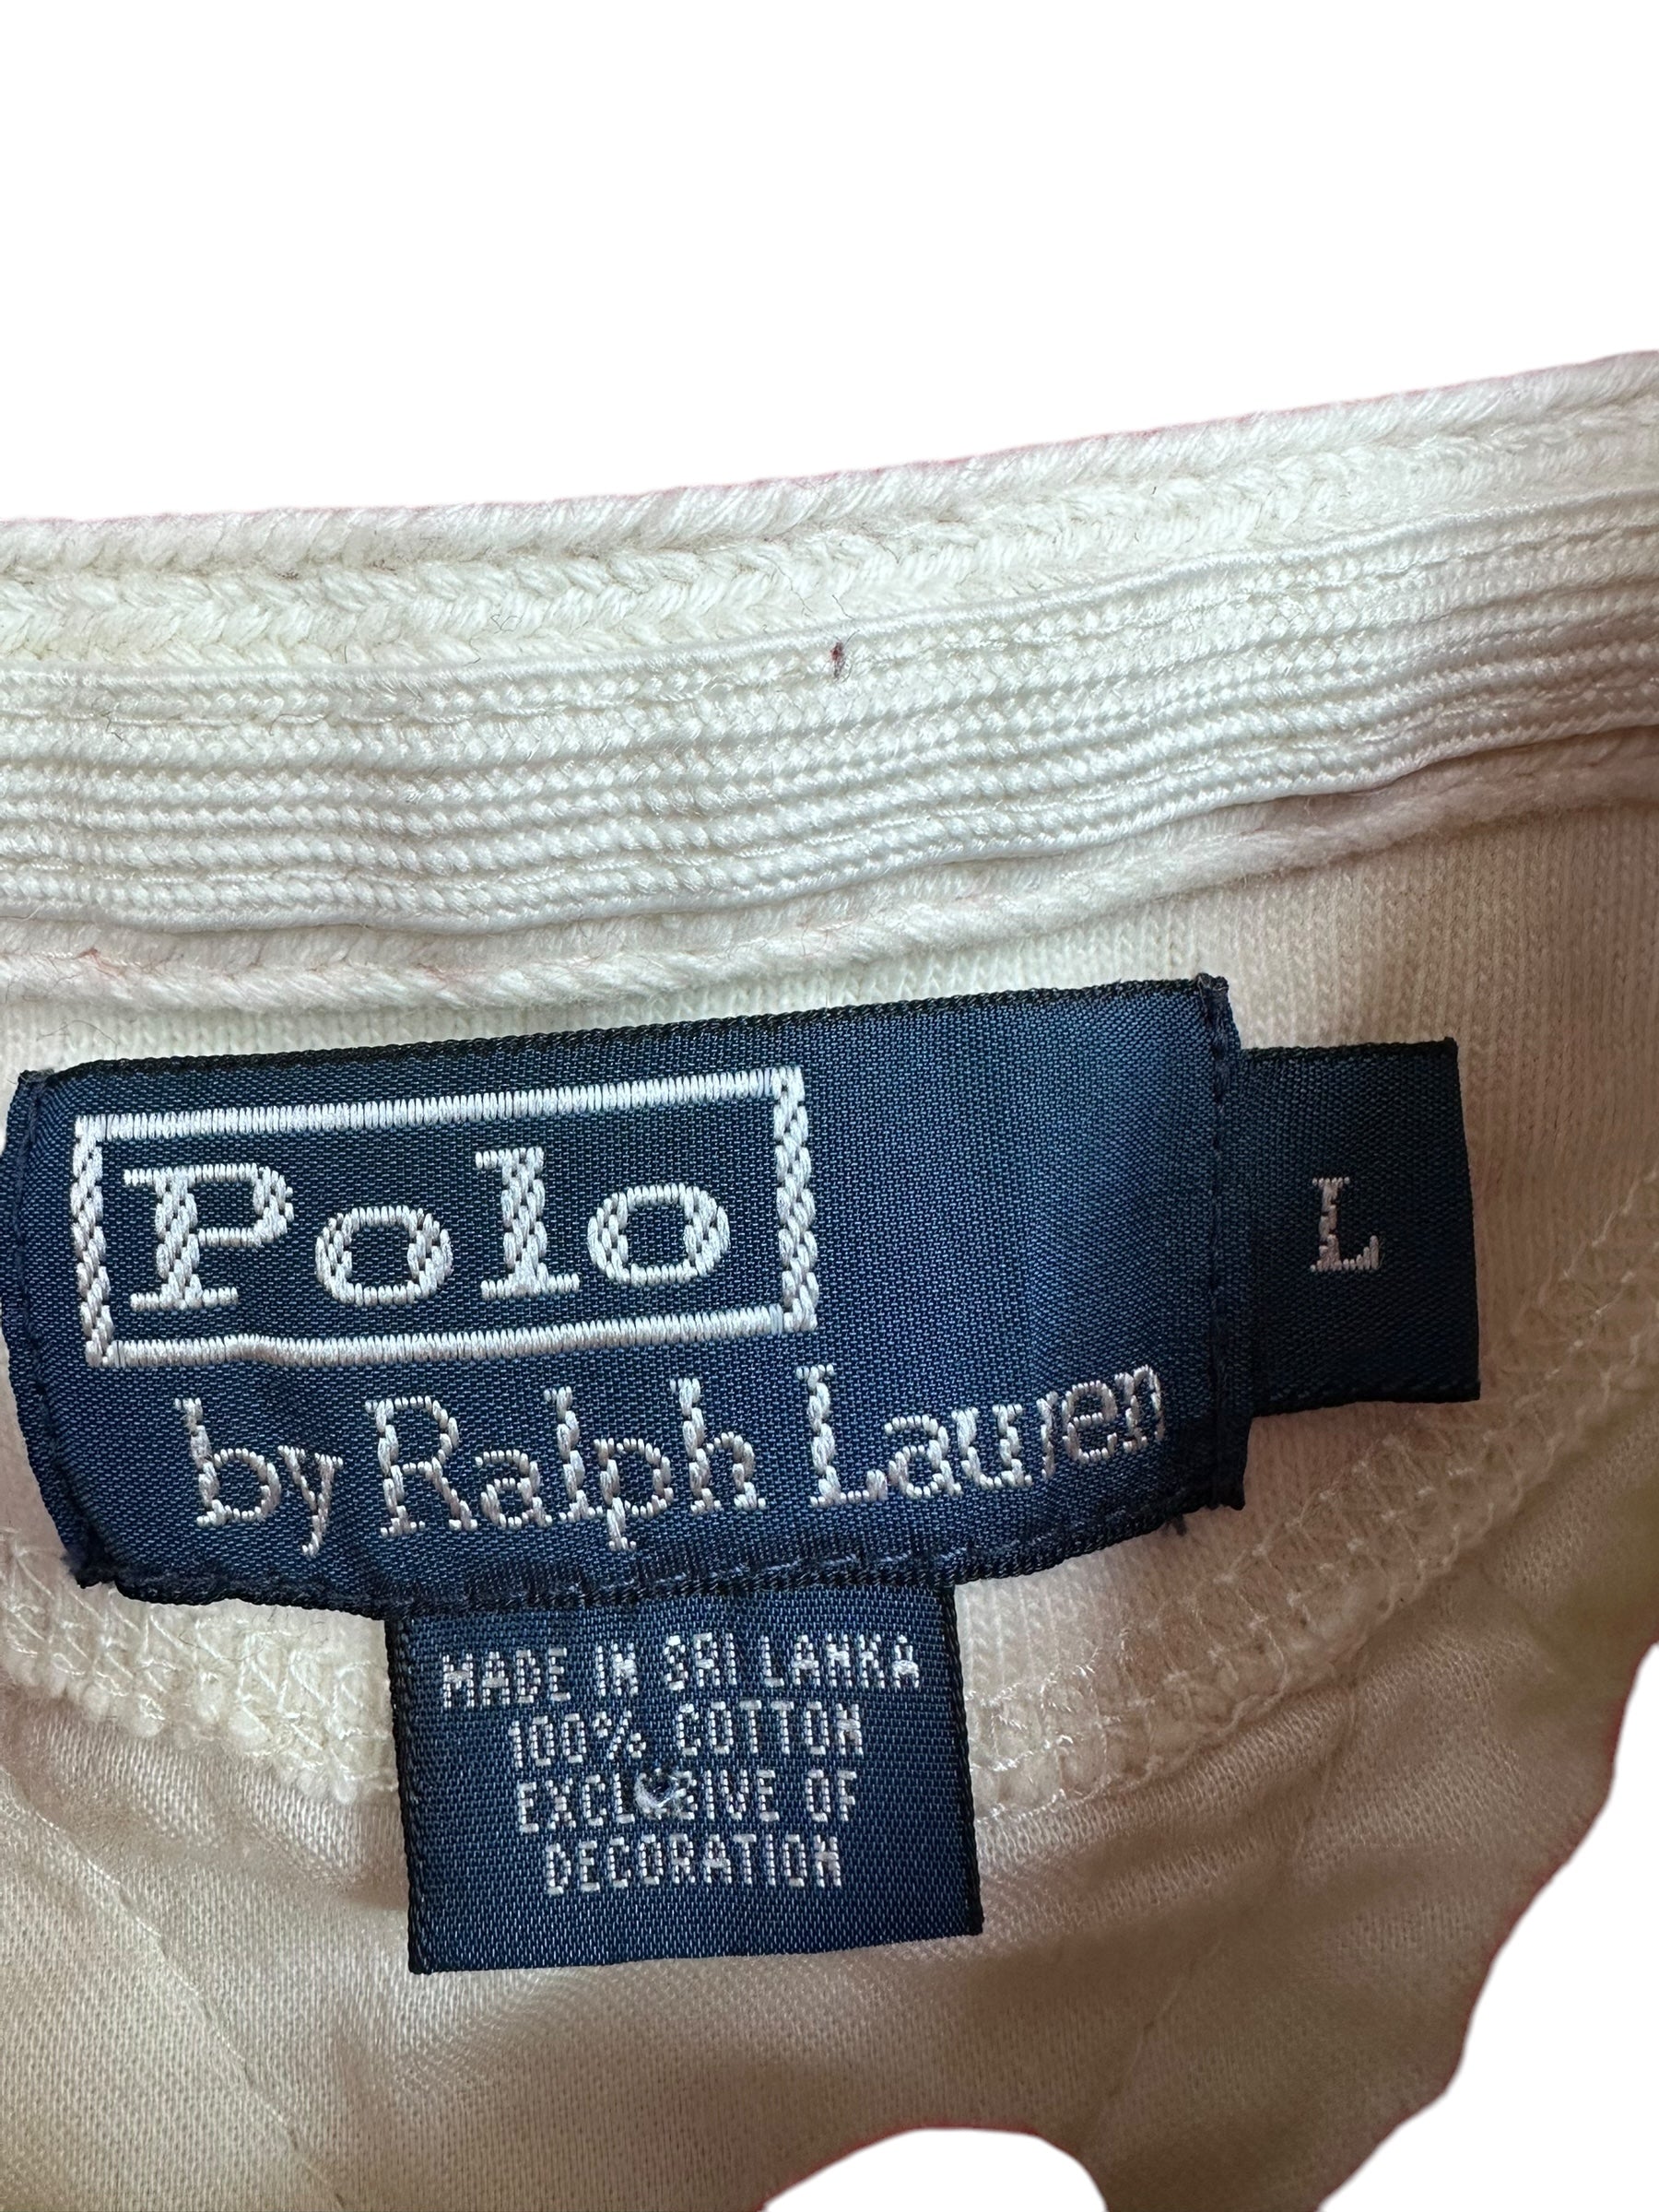 Polo
by Ralph Lauren
L
MADE IN SRI LANKA
100% COTTON
EXCLUSIVE OF
DECORATION